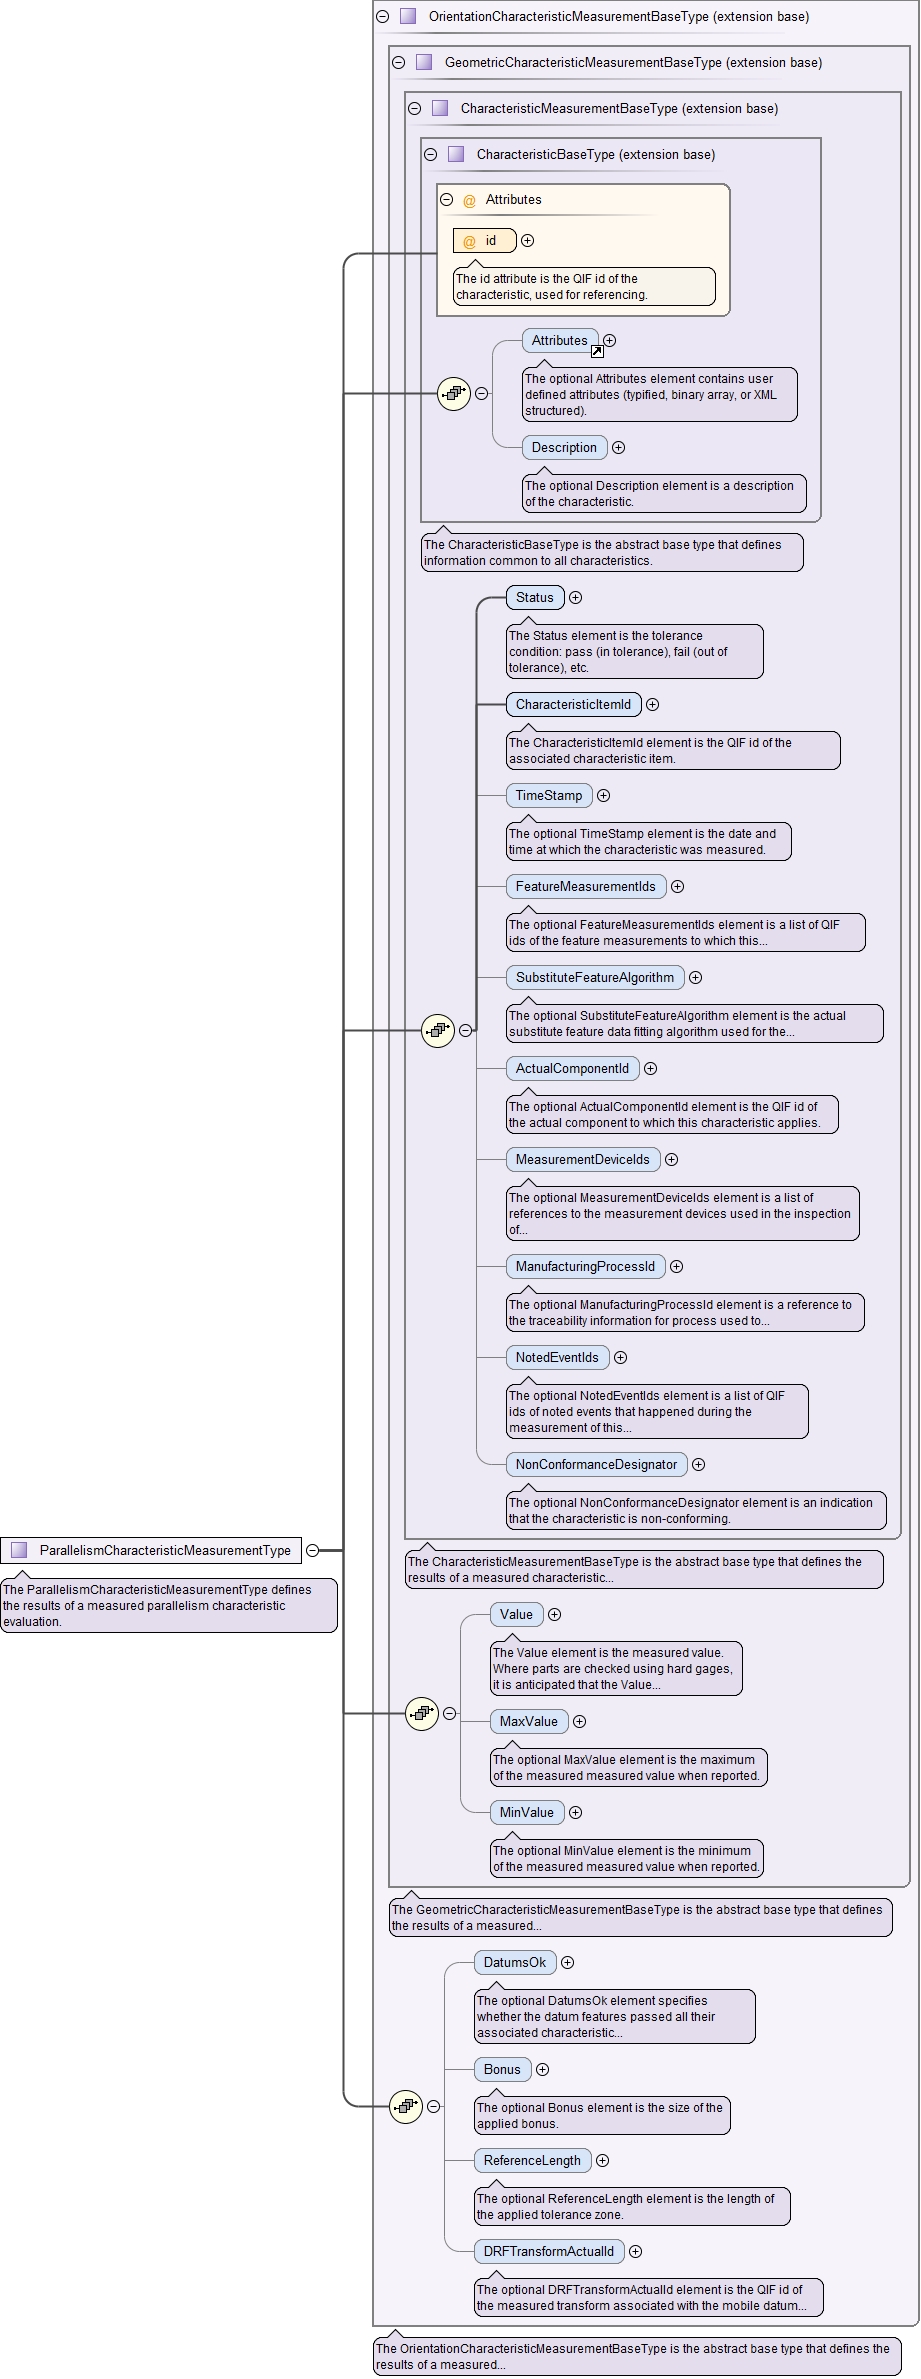 OrientationCharacteristicMeasurementBaseType (extension base)
GeometricCharacteristicMeasurementBaseType (extension base)
CharacteristicMeasurementBaseType (extension base)
CharacteristicBaseType (extension base)
@ Attributes
@ id
The id attribute is the QIF id of the
characteristic, used for referencing.
Attributes
The optional Attributes element contains user
defined attributes (typified, binary array, or XML
structured).
Description
The optional Description element is a description
of the characteristic.
The CharacteristicBaseType is the abstract base type that defines
information common to all characteristics.
Status
The Status element is the tolerance
condition: pass (in tolerance), fail (out of
tolerance), etc.
CharacteristicItemId
The CharacteristicItemId element is the QIF id of the
associated characteristic item.
TimeStamp
The optional TimeStamp element is the date and
time at which the characteristic was measured.
FeatureMeasurementIds
The optional FeatureMeasurementIds element is a list of QIF
ids of the feature measurements to which this...
SubstituteFeatureAlgorithm
The optional SubstituteFeatureAlgorithm element is the actual
substitute feature data fitting algorithm used for the...
ActualComponentId
The optional ActualComponentId element is the QIF id of
the actual component to which this characteristic applies.
MeasurementDeviceIds
The optional MeasurementDeviceIds element is a list of
references to the measurement devices used in the inspection
of...
ManufacturingProcessId
The optional ManufacturingProcessId element is a reference to
the traceability information for process used to...
NotedEventIds
The optional NotedEventIds element is a list of QIF
ids of noted events that happened during the
measurement of this...
NonConformanceDesignator
The optional NonConformanceDesignator element is an indication
that the characteristic is non-conforming.
ParallelismCharacteristicMeasurementType
The ParallelismCharacteristicMeasurementType defines
the results of a measured parallelism characteristic
evaluation.
The CharacteristicMeasurementBaseType is the abstract base type that defines the
results of a measured characteristic...
Value
The Value element is the measured value.
Where parts are checked using hard gages,
it is anticipated that the Value...
MaxValue
The optional MaxValue element is the maximum
of the measured measured value when reported.
MinValue
The optional MinValue element is the minimum
of the measured measured value when reported.
The GeometricCharacteristicMeasurementBaseType is the abstract base type that defines
the results of a measured...
DatumsOk
The optional DatumsOk element specifies
whether the datum features passed all their
associated characteristic...
Bonus
The optional Bonus element is the size of the
applied bonus.
ReferenceLength
The optional ReferenceLength element is the length of
the applied tolerance zone.
DRFTransformActualId
The optional DRFTransformActualId element is the QIF id of
the measured transform associated with the mobile datum...
The OrientationCharacteristicMeasurementBaseType is the abstract base type that defines the
results of a measured...